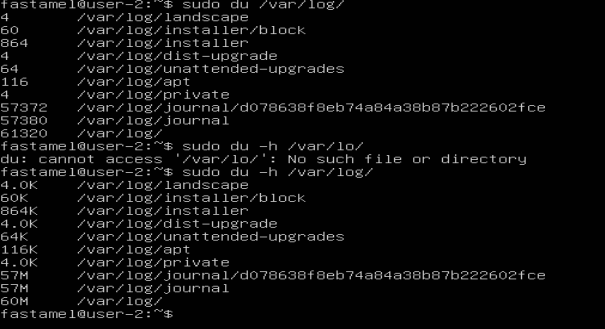 fastamel@user-2:~$ sudo du /var/log/
4 /var/log/landscape
60 /var/log/installer/block
864 /var/log/installer
4 /var/log/dist-upgrade
64 /var/log/unattended-upgrades
116 /var/log/apt
4 /var/log/private
57372 /var/log/journal/d078638f8eb74a84a38b87b222602fce
57380 /var/log/journal
61320 /var/log/
fastamel@user-2:~$ sudo du -h /var/lo/
du: cannot access '/var/lo/': No such file or directory
fastamel@user-2:~$ sudo du -h /var/log/
4.0K /var/log/landscape
60K /var/log/installer/block
864K /var/log/installer
4.0K /var/log/dist-upgrade
64K /var/log/unattended-upgrades
116K /var/log/apt
4.0K /var/log/private
57M /var/log/journal/d078638f8eb74a84a38b87b222602fce
57M /var/log/journal
60M /var/log/
fastamel@user-2:~$